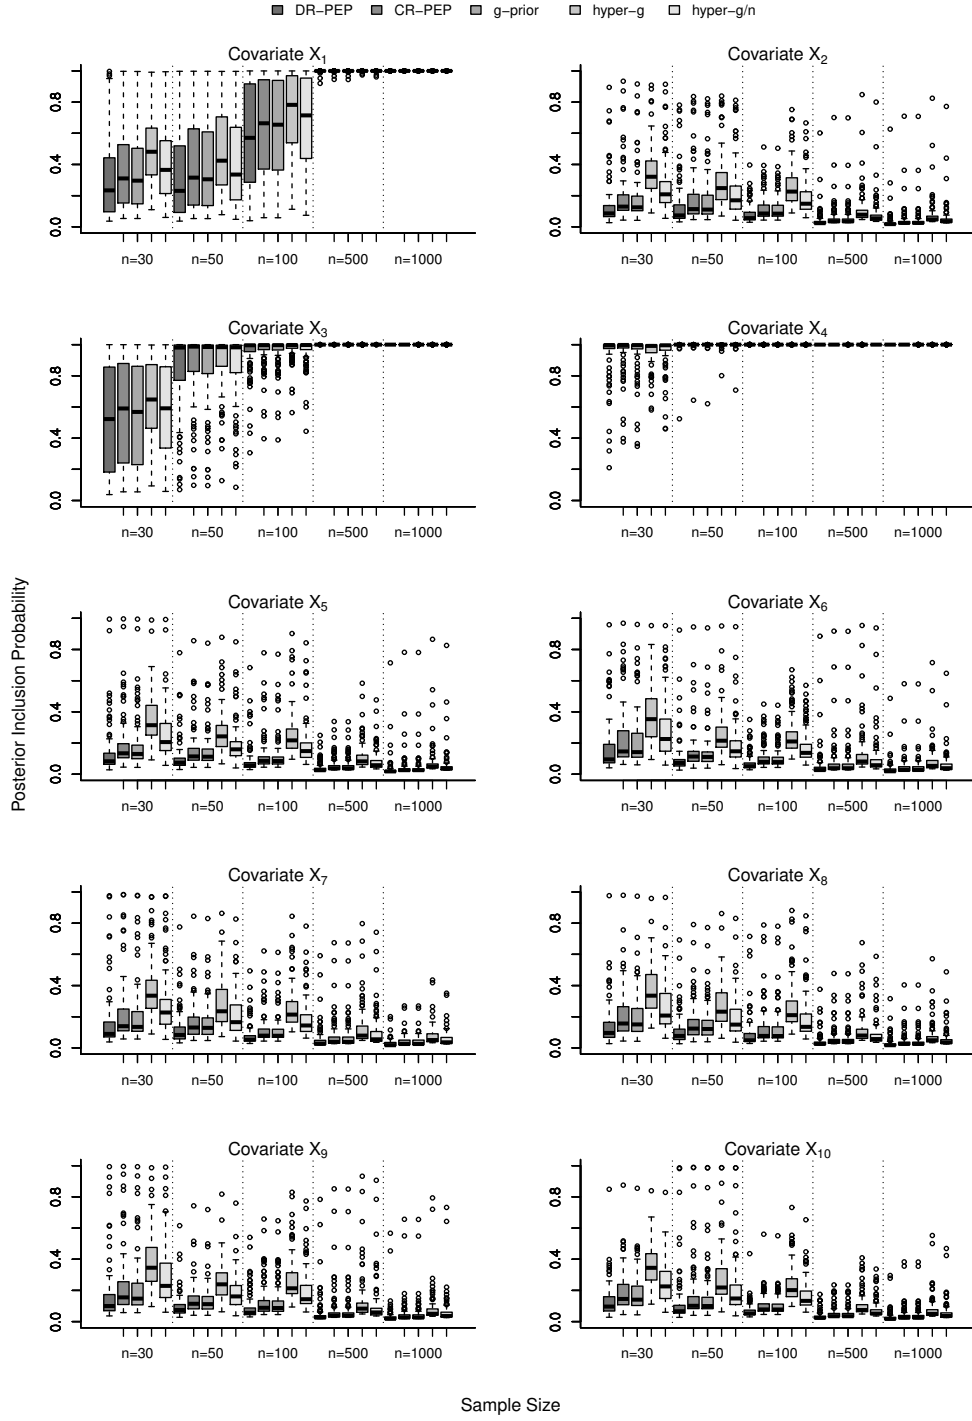 DR−PEP CR−PEP g−prior hyper−g hyper−g/n
Covariate X1
0.0 0.4 0.8
n=30 n=50 n=100 n=500 n=1000
Covariate X2
0.0 0.4 0.8
n=30 n=50 n=100 n=500 n=1000
Covariate X3
0.0 0.4 0.8
n=30 n=50 n=100 n=500 n=1000
Covariate X4
0.0 0.4 0.8
n=30 n=50 n=100 n=500 n=1000
Posterior Inclusion Probability
Covariate X5
0.0 0.4 0.8
n=30 n=50 n=100 n=500 n=1000
Covariate X6
0.0 0.4 0.8
n=30 n=50 n=100 n=500 n=1000
Covariate X7
0.0 0.4 0.8
n=30 n=50 n=100 n=500 n=1000
Covariate X8
0.0 0.4 0.8
n=30 n=50 n=100 n=500 n=1000
Covariate X9
0.0 0.4 0.8
n=30 n=50 n=100 n=500 n=1000
Covariate X10
0.0 0.4 0.8
n=30 n=50 n=100 n=500 n=1000
Sample Size